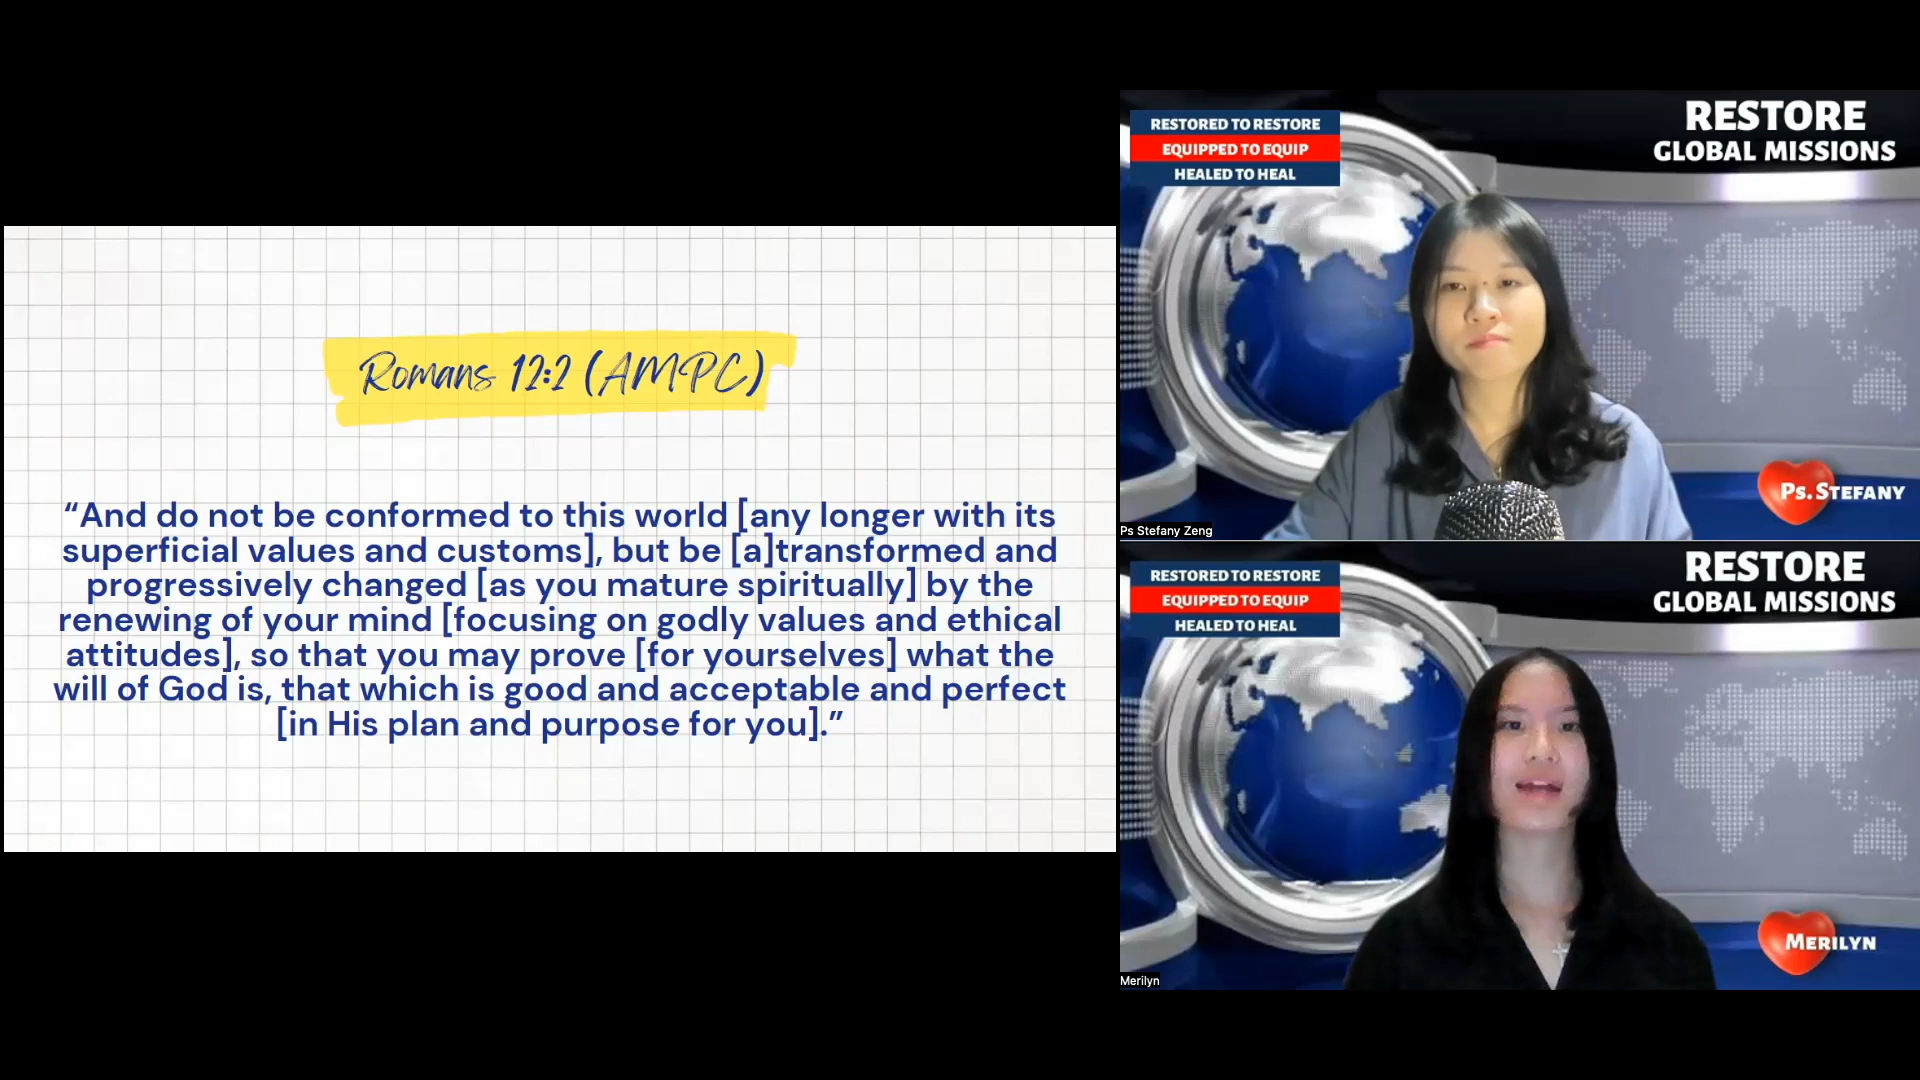 Romans 12:2 (AMPC)
“And do not be conformed to this world [any longer with its
superficial values and customs], but be [a]transformed and
progressively changed [as you mature spiritually] by the
renewing of your mind [focusing on godly values and ethical
attitudes], so that you may prove [for yourselves] what the
will of God is, that which is good and acceptable and perfect
[in His plan and purpose for you].”
RESTORED TO RESTORE
EQUIPPED TO EQUIP
HEALED TO HEAL
RESTORE
GLOBAL MISSIONS
Ps. Stefany
Ps Stefany Zeng
RESTORED TO RESTORE
EQUIPPED TO EQUIP
HEALED TO HEAL
RESTORE
GLOBAL MISSIONS
Merilyn
Merilyn